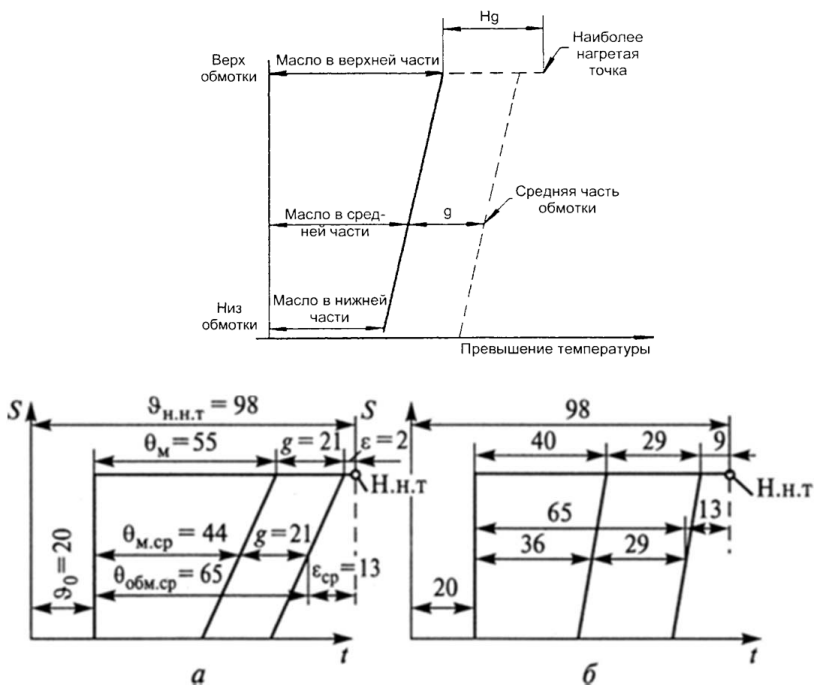 Hg
Верх
обмотки
Масло в верхней части
Наиболее
нагретая
точка
Масло в сред-
ней части
g
Средняя часть
обмотки
Низ
обмотки
Масло в нижней
части
Превышение температуры
S
ϑн.н.т = 98
θм = 55
g = 21
ε = 2
Н.н.т
θм.ср = 44
g = 21
θобм.ср = 65
εср = 13
ϑ0 = 20
t
а
S
98
40
29
9
Н.н.т
65
13
36
29
20
t
б